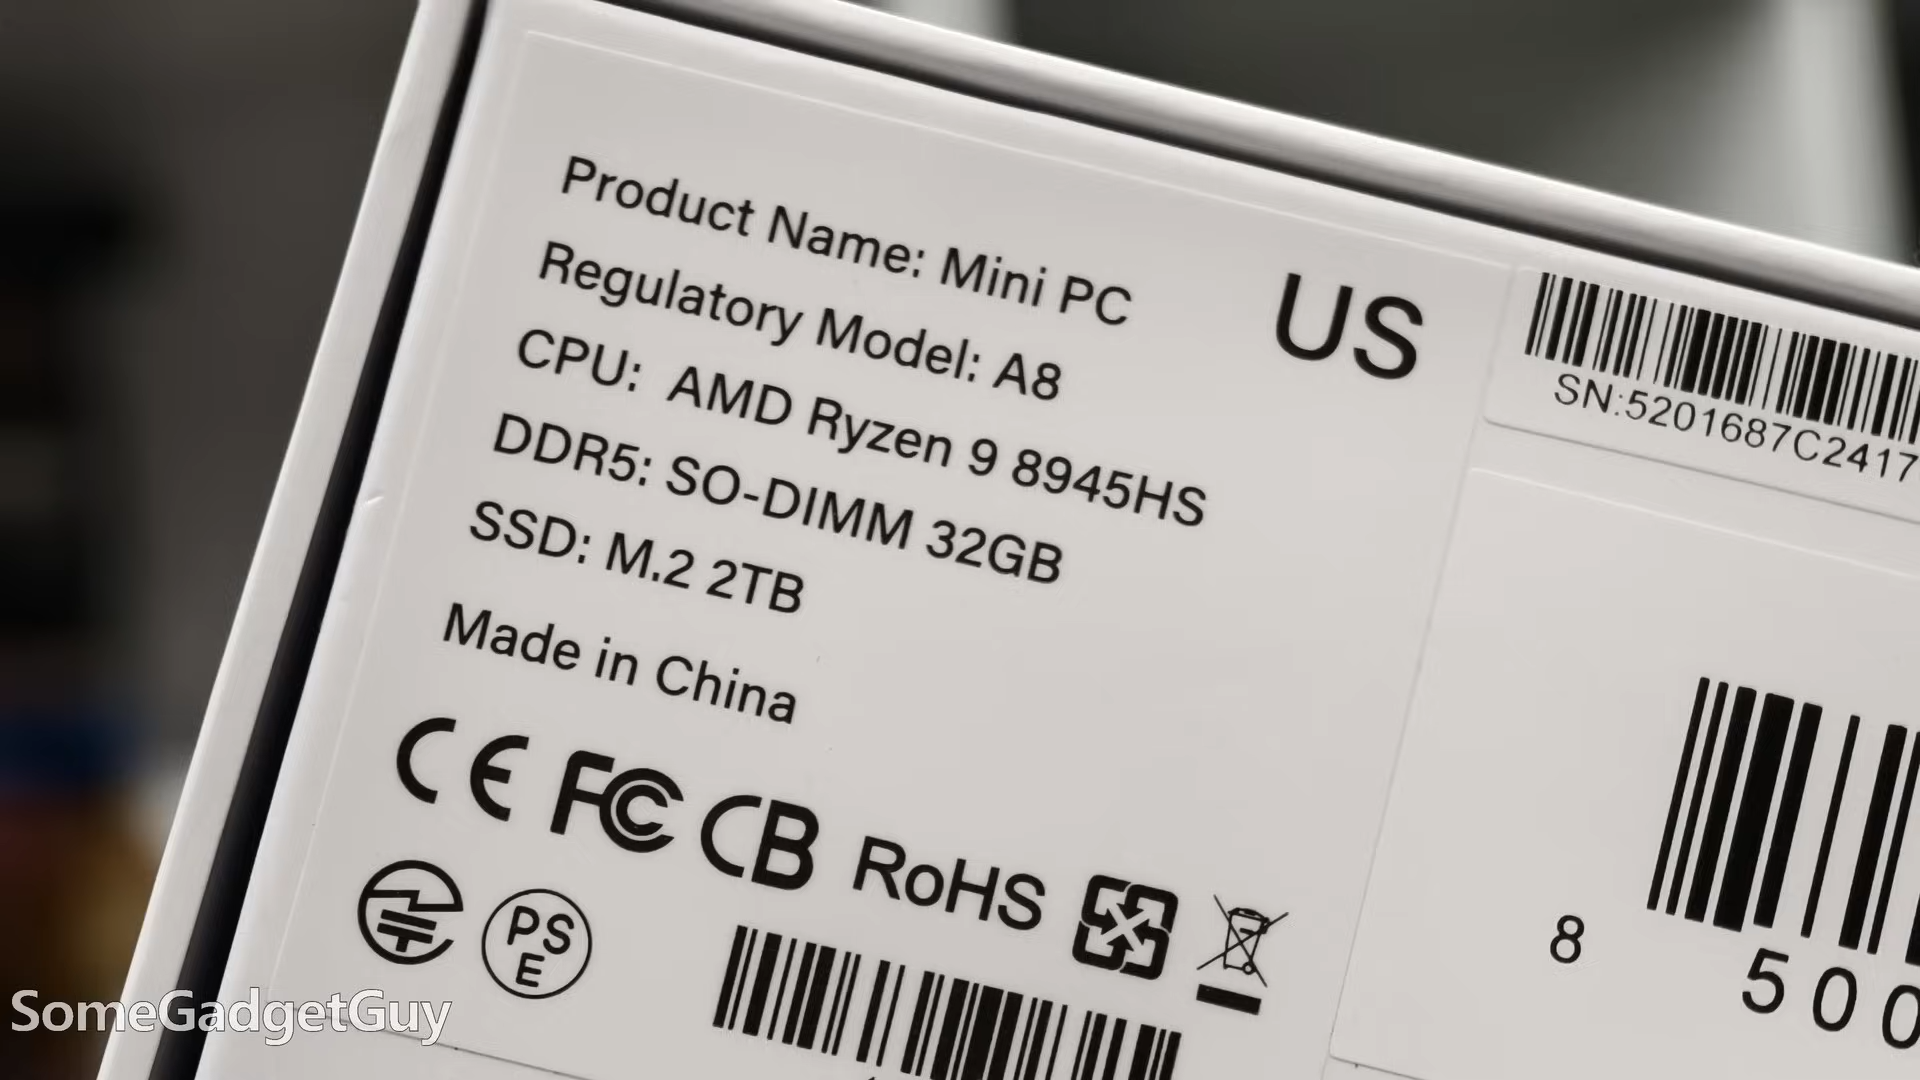 Product Name: Mini PC
US
Regulatory Model: A8
CPU: AMD Ryzen 9 8945HS
DDR5: SO-DIMM 32GB
SSD: M.2 2TB
Made in China
SN:5201687C2417
CE FCC CB RoHS
PS
E
8
500
SomeGadgetGuy